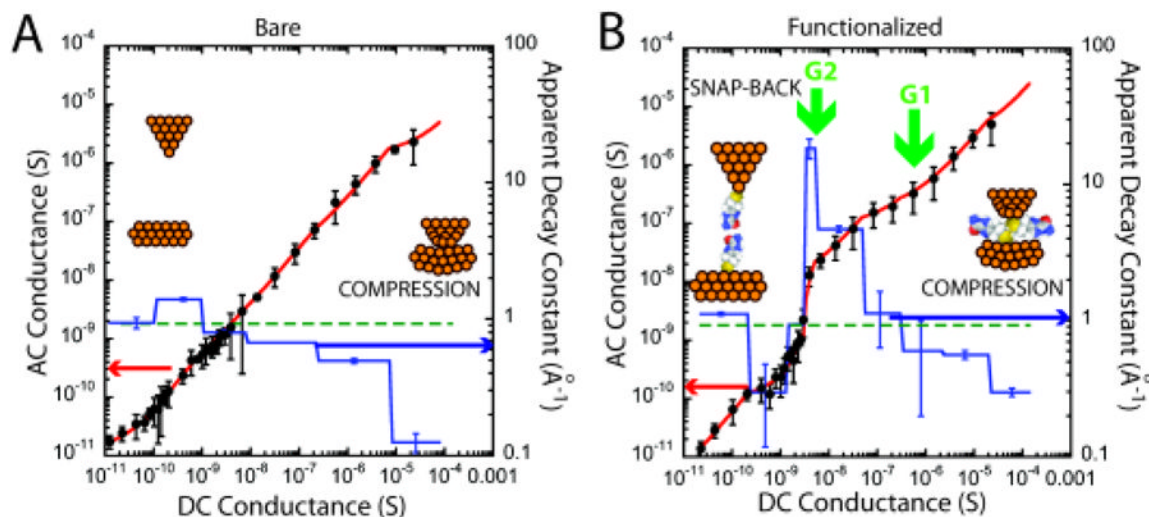 A
Bare
10⁻⁴
10⁻⁵
10⁻⁶
10⁻⁷
10⁻⁸
10⁻⁹
10⁻¹⁰
10⁻¹¹
AC Conductance (S)
COMPRESSION
100
10
1
0.1
Apparent Decay Constant (Å⁻¹)
10⁻¹¹ 10⁻¹⁰ 10⁻⁹ 10⁻⁸ 10⁻⁷ 10⁻⁶ 10⁻⁵ 10⁻⁴ 0.001
DC Conductance (S)
B
Functionalized
10⁻⁴
10⁻⁵
10⁻⁶
10⁻⁷
10⁻⁸
10⁻⁹
10⁻¹⁰
10⁻¹¹
AC Conductance (S)
SNAP-BACK
G2
G1
COMPRESSION
100
10
1
0.1
Apparent Decay Constant (Å⁻¹)
10⁻¹¹ 10⁻¹⁰ 10⁻⁹ 10⁻⁸ 10⁻⁷ 10⁻⁶ 10⁻⁵ 10⁻⁴ 0.001
DC Conductance (S)